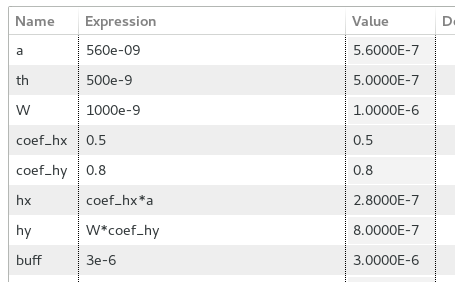 Name Expression Value
a 560e-09 5.6000E-7
th 500e-9 5.0000E-7
W 1000e-9 1.0000E-6
coef_hx 0.5 0.5
coef_hy 0.8 0.8
hx coef_hx*a 2.8000E-7
hy W*coef_hy 8.0000E-7
buff 3e-6 3.0000E-6